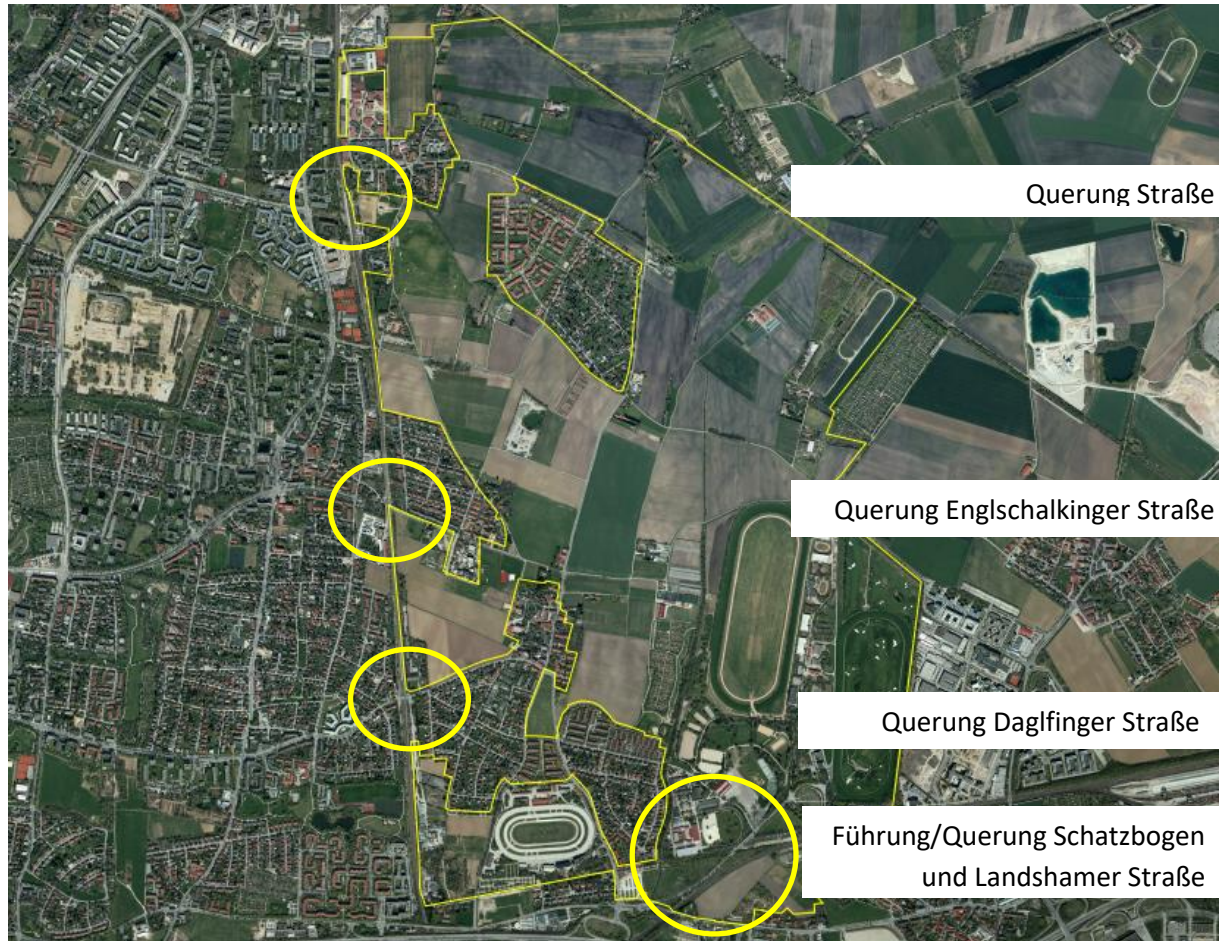 Querung Straße
Querung Englschalkinger Straße
Querung Daglfinger Straße
Führung/Querung Schatzbogen
und Landshamer Straße